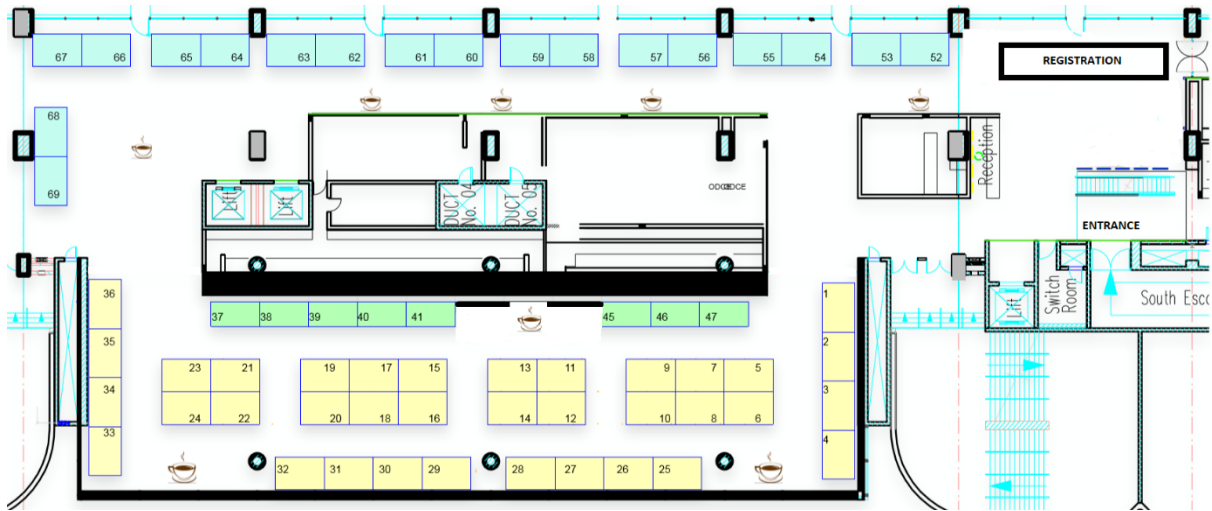 67 66 65 64 63 62 61 60 59 58 57 56 55 54 53 52
REGISTRATION
68
69
Reception
Lift
Lift
DUCT
No. 04
DUCT
No. 05
ENTRANCE
Lift
Switch
Room
South Esco
36
35
34
33
37 38 39 40 41 45 46 47
1
2
3
4
23 21 19 17 15 13 11 9 7 5
24 22 20 18 16 14 12 10 8 6
32 31 30 29 28 27 26 25